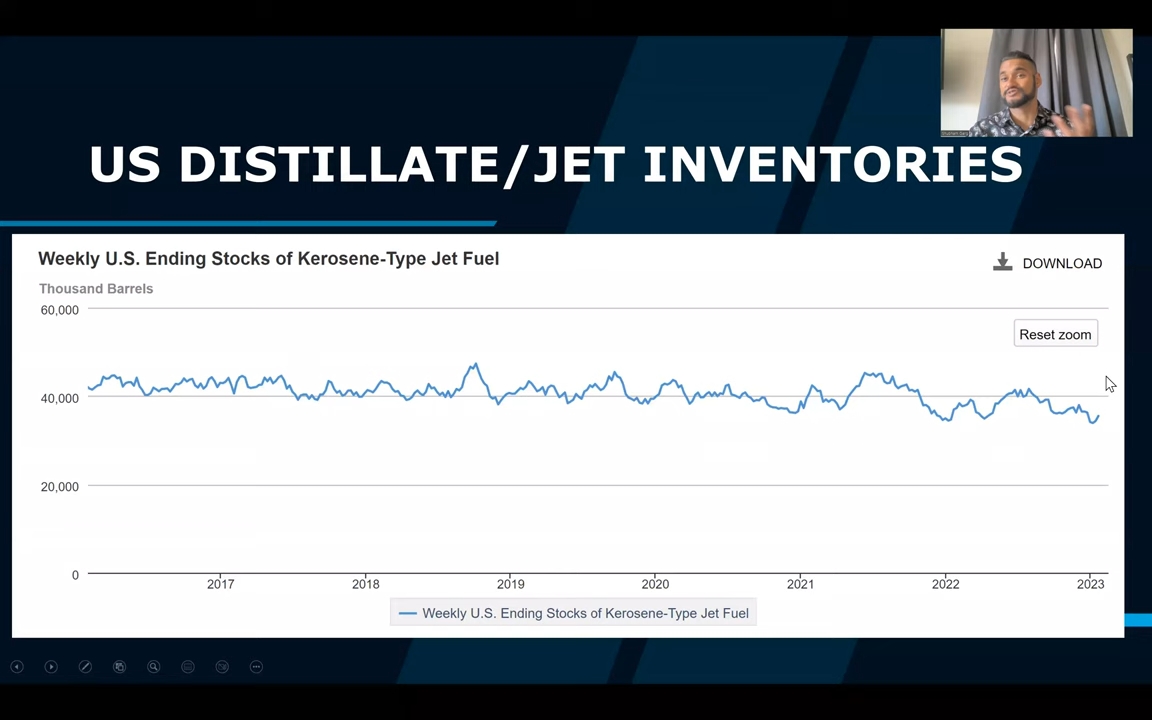 US DISTILLATE/JET INVENTORIES
Weekly U.S. Ending Stocks of Kerosene-Type Jet Fuel
DOWNLOAD
Thousand Barrels
60,000
Reset zoom
40,000
20,000
0
2017 2018 2019 2020 2021 2022 2023
Weekly U.S. Ending Stocks of Kerosene-Type Jet Fuel